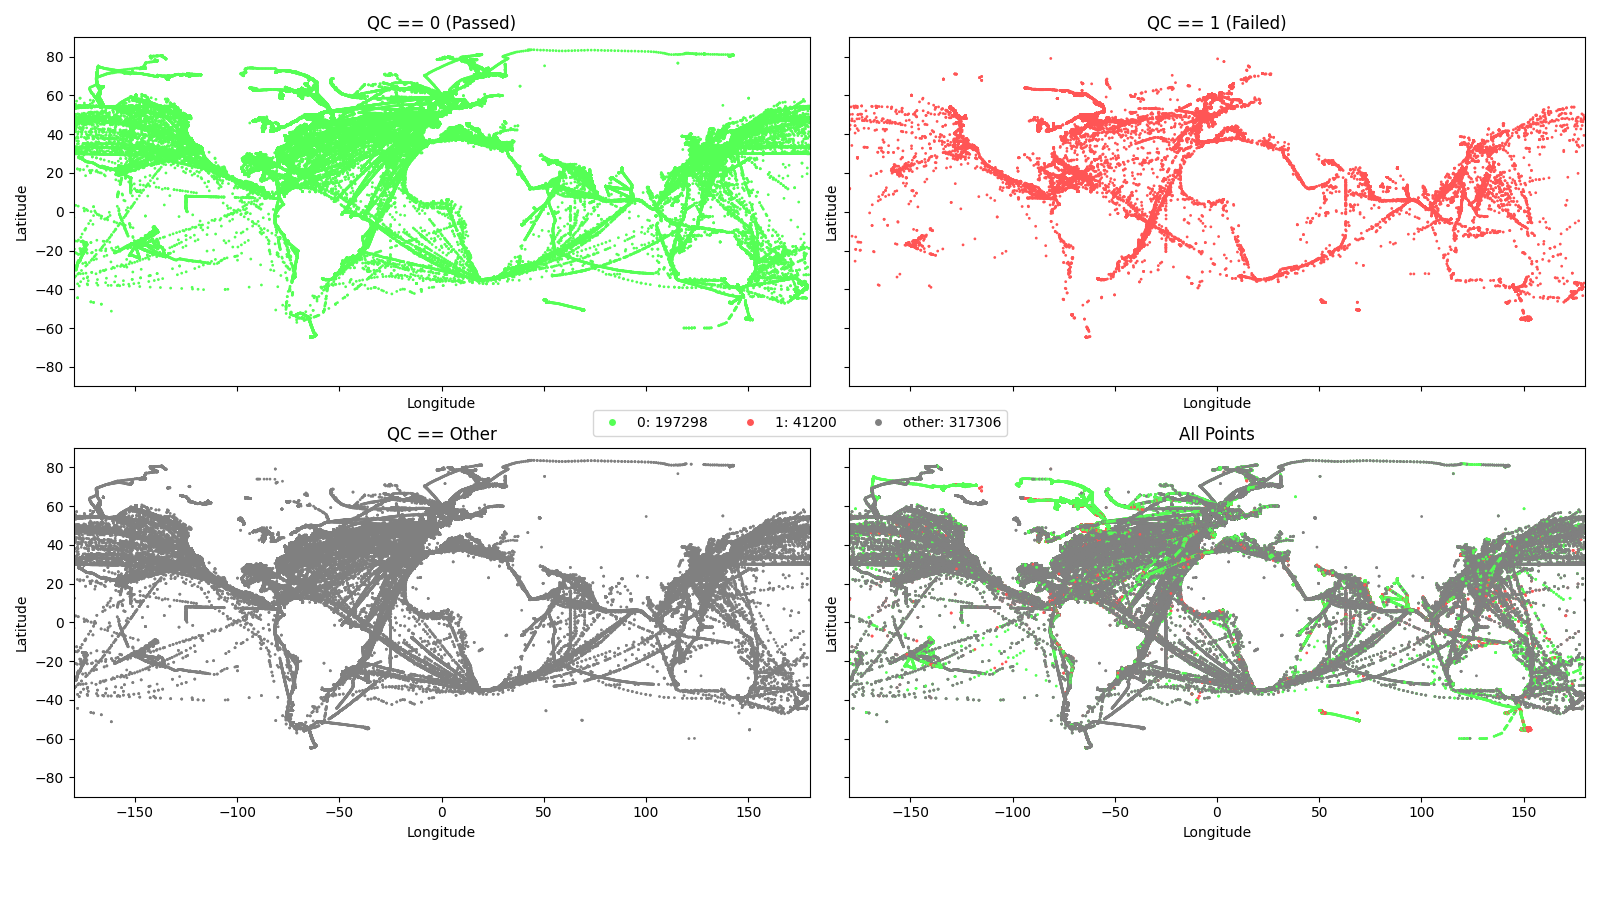 QC == 0 (Passed)
QC == 1 (Failed)
Latitude
80
60
40
20
0
−20
−40
−60
−80
Longitude
Latitude
Longitude
0: 197298
1: 41200
other: 317306
QC == Other
All Points
Latitude
80
60
40
20
0
−20
−40
−60
−80
−150
−100
−50
0
50
100
150
Longitude
Latitude
−150
−100
−50
0
50
100
150
Longitude